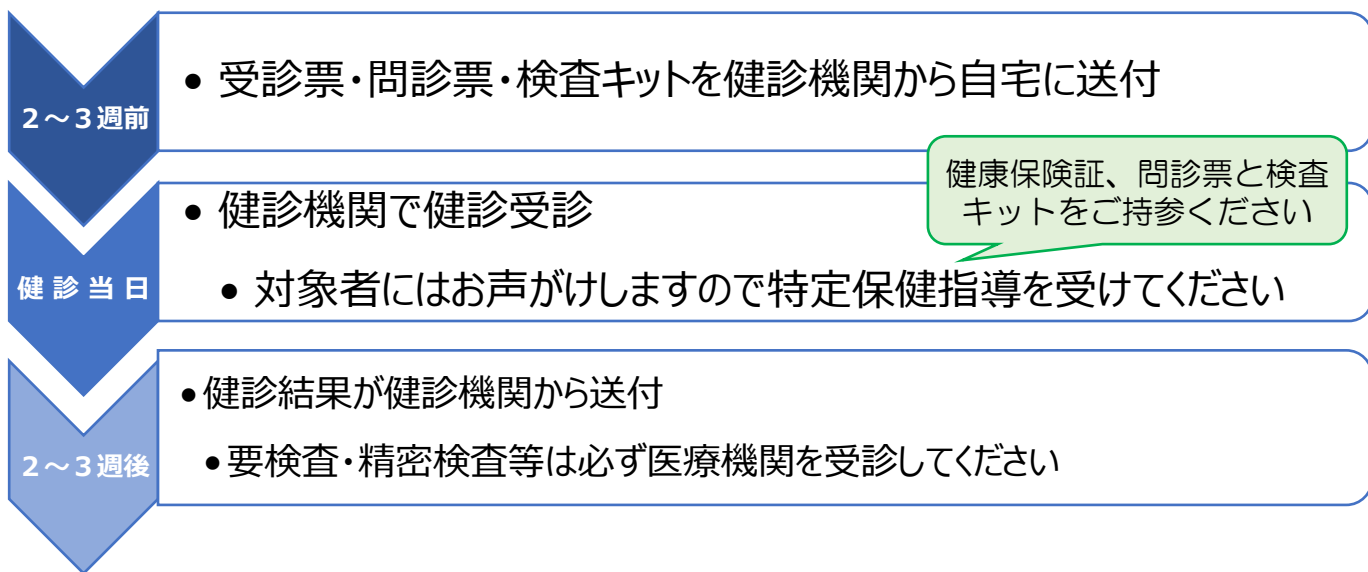 2～3週前
• 受診票・問診票・検査キットを健診機関から自宅に送付
健康保険証、問診票と検査
キットをご持参ください
健診当日
• 健診機関で健診受診
• 対象者にはお声がけしますので特定保健指導を受けてください
2～3週後
•健診結果が健診機関から送付
•要検査・精密検査等は必ず医療機関を受診してください